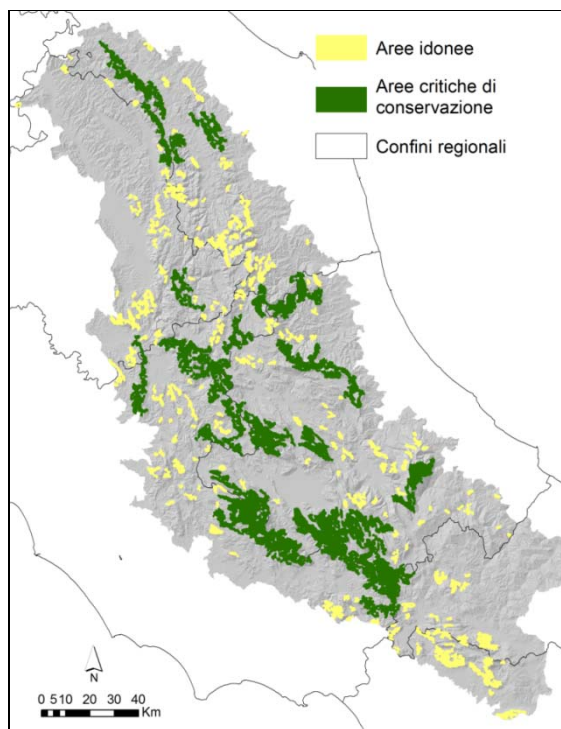 Aree idonee
Aree critiche di
conservazione
Confini regionali
N
0 5 10 20 30 40
Km